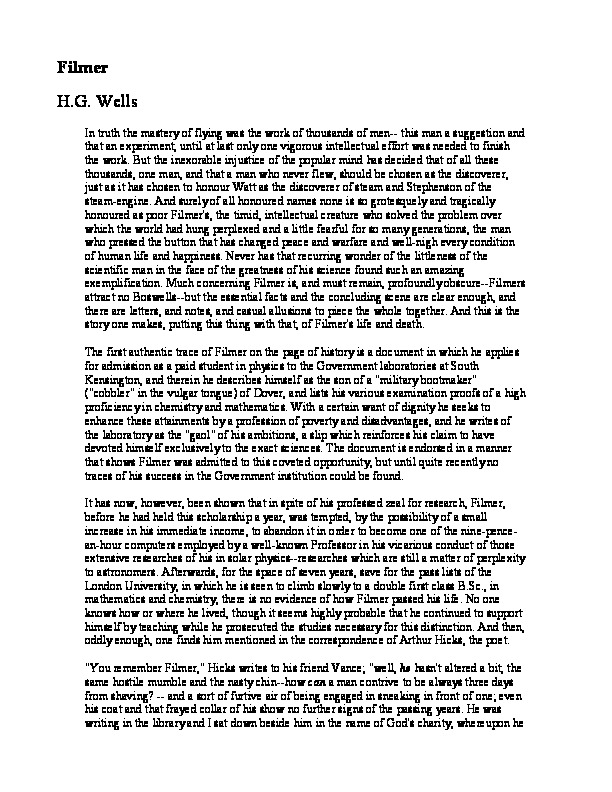 Filmer
H.G. Wells
In truth the mastery of flying was the work of thousands of men-- this man a suggestion and
that an experiment, until at last only one vigorous intellectual effort was needed to finish
the work. But the inexorable injustice of the popular mind has decided that of all these
thousands, one man, and that a man who never flew, should be chosen as the discoverer,
just as it has chosen to honour Watt as the discoverer of steam and Stephenson of the
steam-engine. And surely of all honoured names none is so grotesquely and tragically
honoured as poor Filmer's, the timid, intellectual creature who solved the problem over
which the world had hung perplexed and a little fearful for so many generations, the man
who pressed the button that has changed peace and warfare and well-nigh every condition
of human life and happiness. Never has that recurring wonder of the littleness of the
scientific man in the face of the greatness of his science found such an amazing
exemplification. Much concerning Filmer is, and must remain, profoundly obscure--Filmers
attract no Boswells--but the essential facts and the concluding scene are clear enough, and
there are letters, and notes, and casual allusions to piece the whole together. And this is the
story one makes, putting this thing with that, of Filmer's life and death.
The first authentic trace of Filmer on the page of history is a document in which he applies
for admission as a paid student in physics to the Government laboratories at South
Kensington, and therein he describes himself as the son of a "military bootmaker"
("cobbler" in the vulgar tongue) of Dover, and lists his various examination proofs of a high
proficiency in chemistry and mathematics. With a certain want of dignity he seeks to
enhance these attainments by a profession of poverty and disadvantages, and he writes of
the laboratory as the "gaol" of his ambitions, a slip which reinforces his claim to have
devoted himself exclusively to the exact sciences. The document is endorsed in a manner
that shows Filmer was admitted to this coveted opportunity; but until quite recently no
traces of his success in the Government institution could be found.
It has now, however, been shown that in spite of his professed zeal for research, Filmer,
before he had held this scholarship a year, was tempted, by the possibility of a small
increase in his immediate income, to abandon it in order to become one of the nine-pence-
an-hour computers employed by a well-known Professor in his vicarious conduct of those
extensive researches of his in solar physics--researches which are still a matter of perplexity
to astronomers. Afterwards, for the space of seven years, save for the pass lists of the
London University, in which he is seen to climb slowly to a double first class B.Sc., in
mathematics and chemistry, there is no evidence of how Filmer passed his life. No one
knows how or where he lived, though it seems highly probable that he continued to support
himself by teaching while he prosecuted the studies necessary for this distinction. And then,
oddly enough, one finds him mentioned in the correspondence of Arthur Hicks, the poet.
"You remember Filmer," Hicks writes to his friend Vance; "well, he hasn't altered a bit, the
same hostile mumble and the nasty chin--how can a man contrive to be always three days
from shaving? -- and a sort of furtive air of being engaged in sneaking in front of one; even
his coat and that frayed collar of his show no further signs of the passing years. He was
writing in the library and I sat down beside him in the name of God's charity, whereupon he